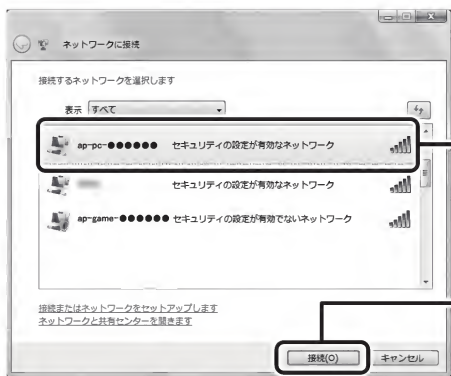 ネットワークに接続
接続するネットワークを選択します
表示 すべて
ap-pc-●●●●●● セキュリティの設定が有効なネットワーク
セキュリティの設定が有効なネットワーク
ap-game-●●●●●● セキュリティの設定が有効でないネットワーク
接続またはネットワークをセットアップします
ネットワークと共有センターを開きます
接続(O) キャンセル